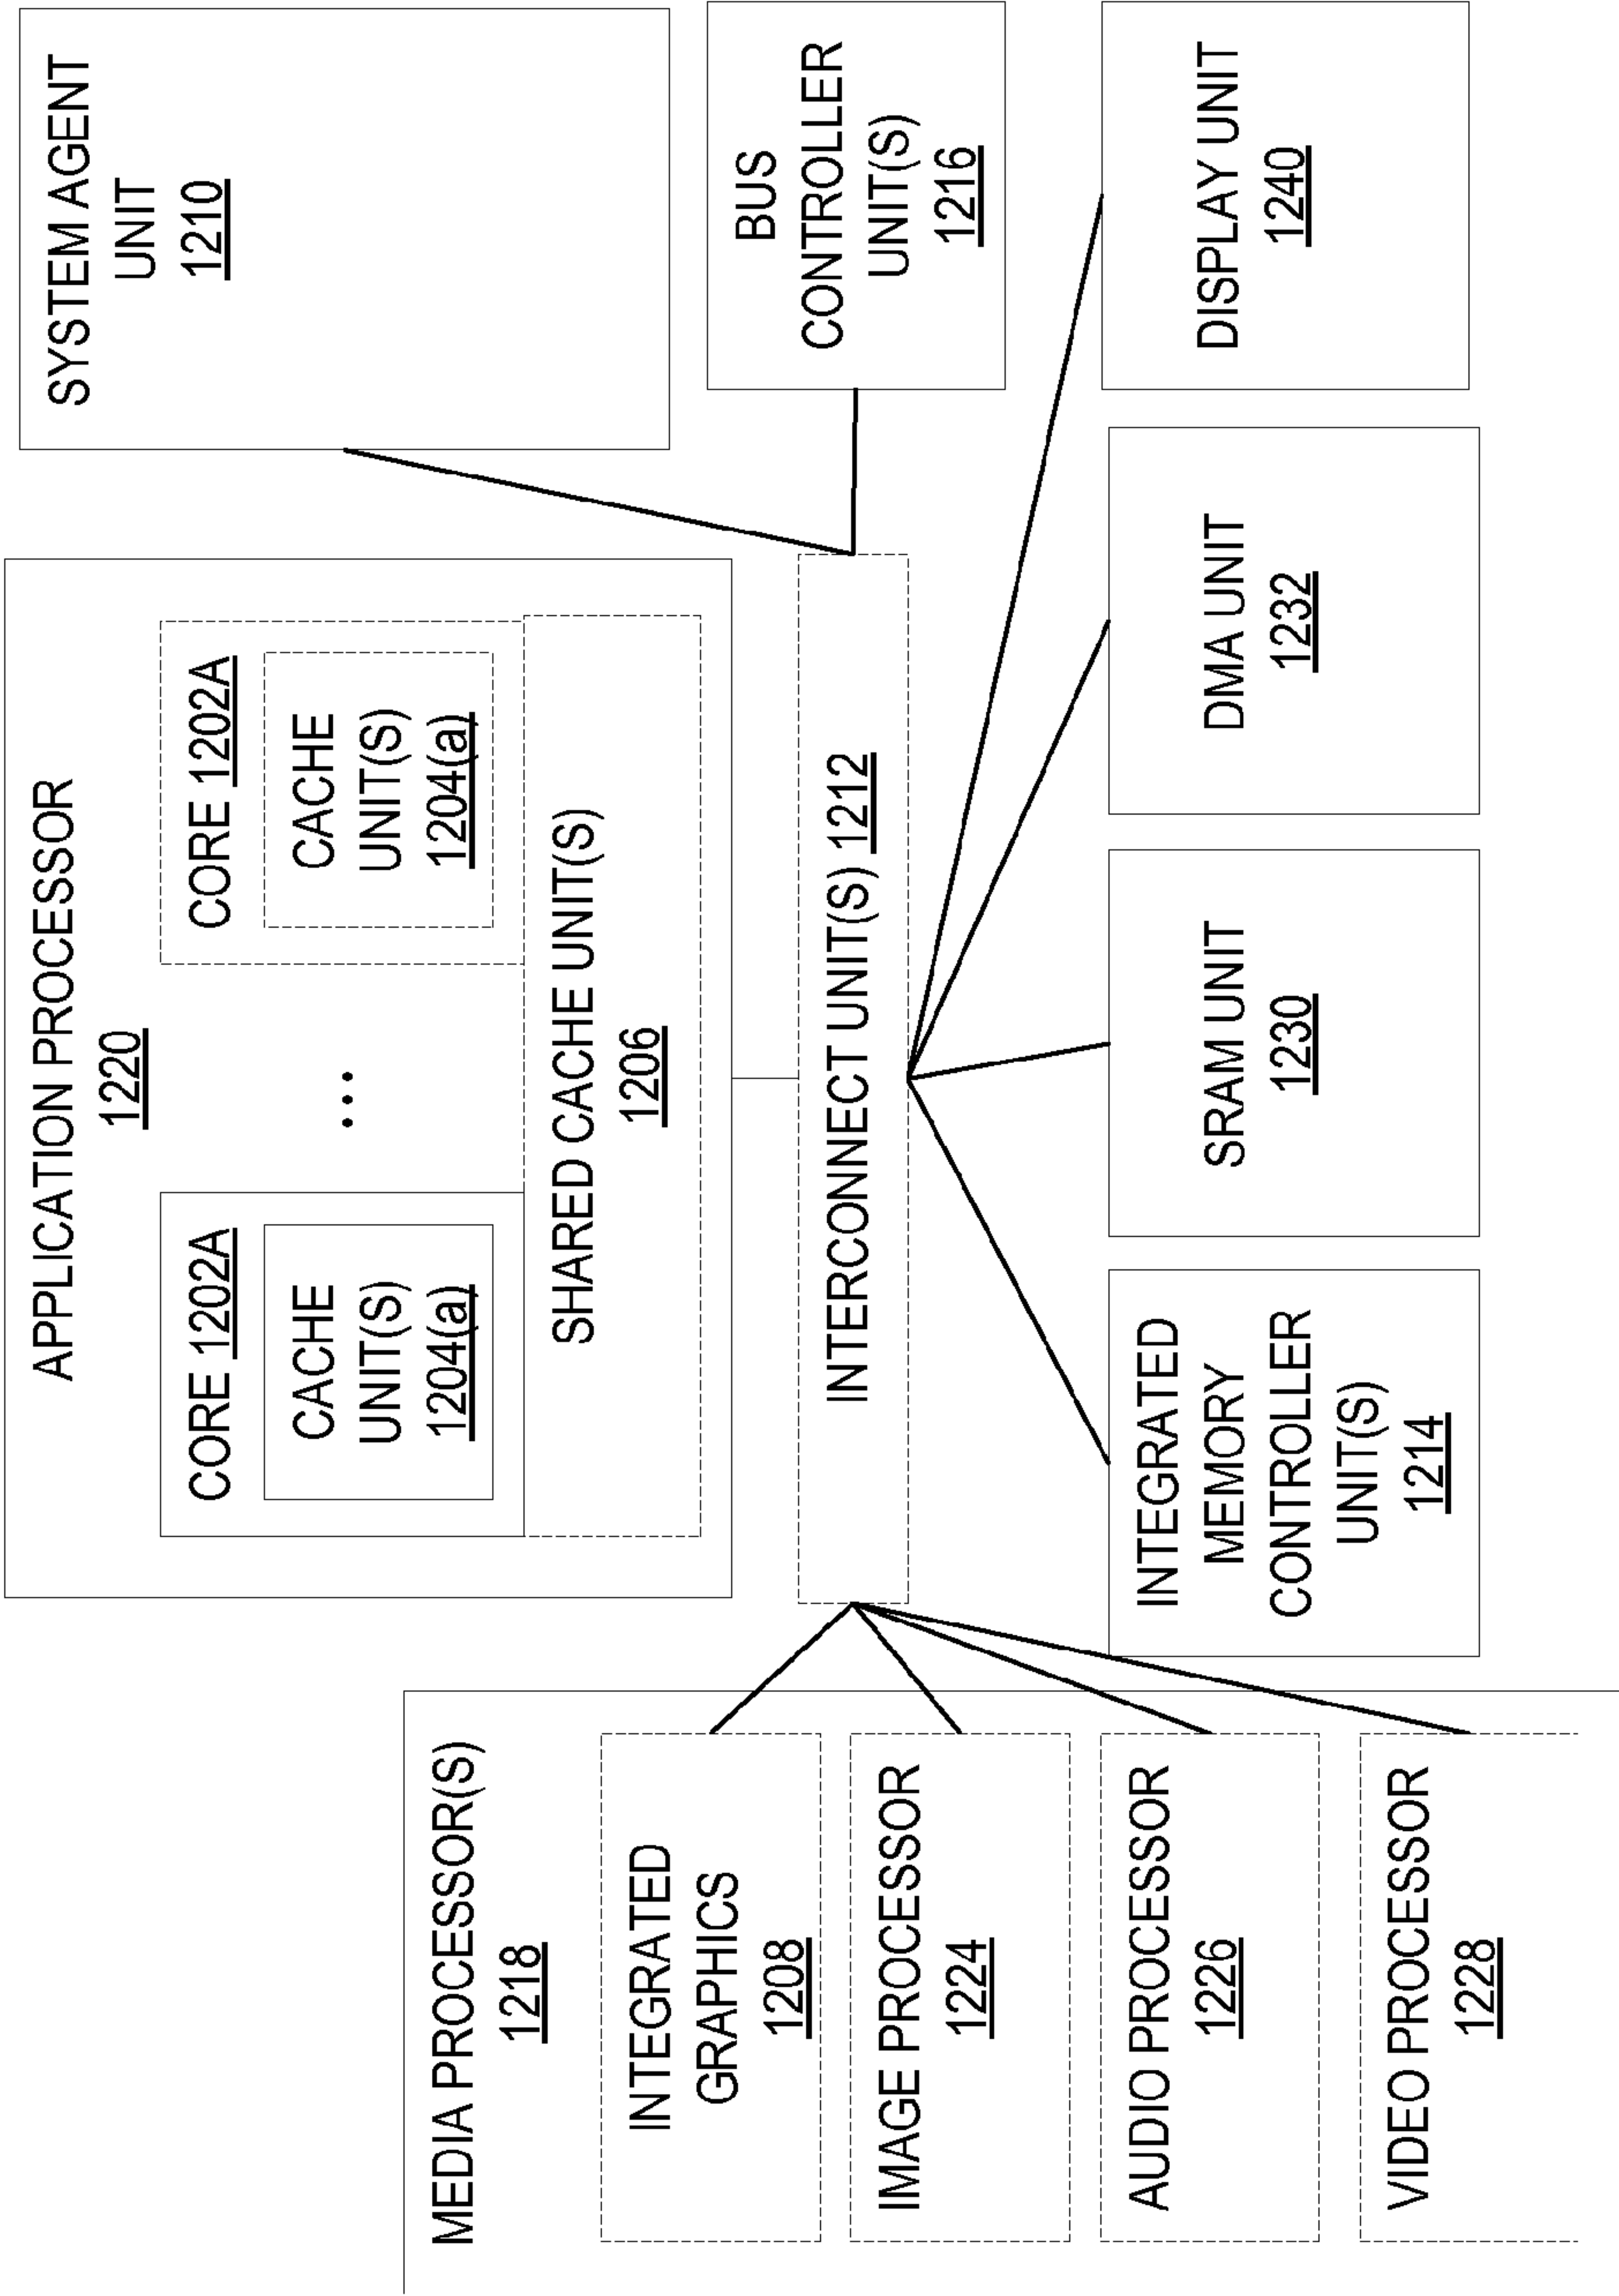 APPLICATION PROCESSOR
1220
CORE 1202A
CACHE
UNIT(S)
1204(a)
...
CORE 1202A
CACHE
UNIT(S)
1204(a)
SHARED CACHE UNIT(S)
1206
SYSTEM AGENT
UNIT
1210
MEDIA PROCESSOR(S)
1218
INTEGRATED
GRAPHICS
1208
IMAGE PROCESSOR
1224
AUDIO PROCESSOR
1226
VIDEO PROCESSOR
1228
INTERCONNECT UNIT(S) 1212
BUS
CONTROLLER
UNIT(S)
1216
INTEGRATED
MEMORY
CONTROLLER
UNIT(S)
1214
SRAM UNIT
1230
DMA UNIT
1232
DISPLAY UNIT
1240